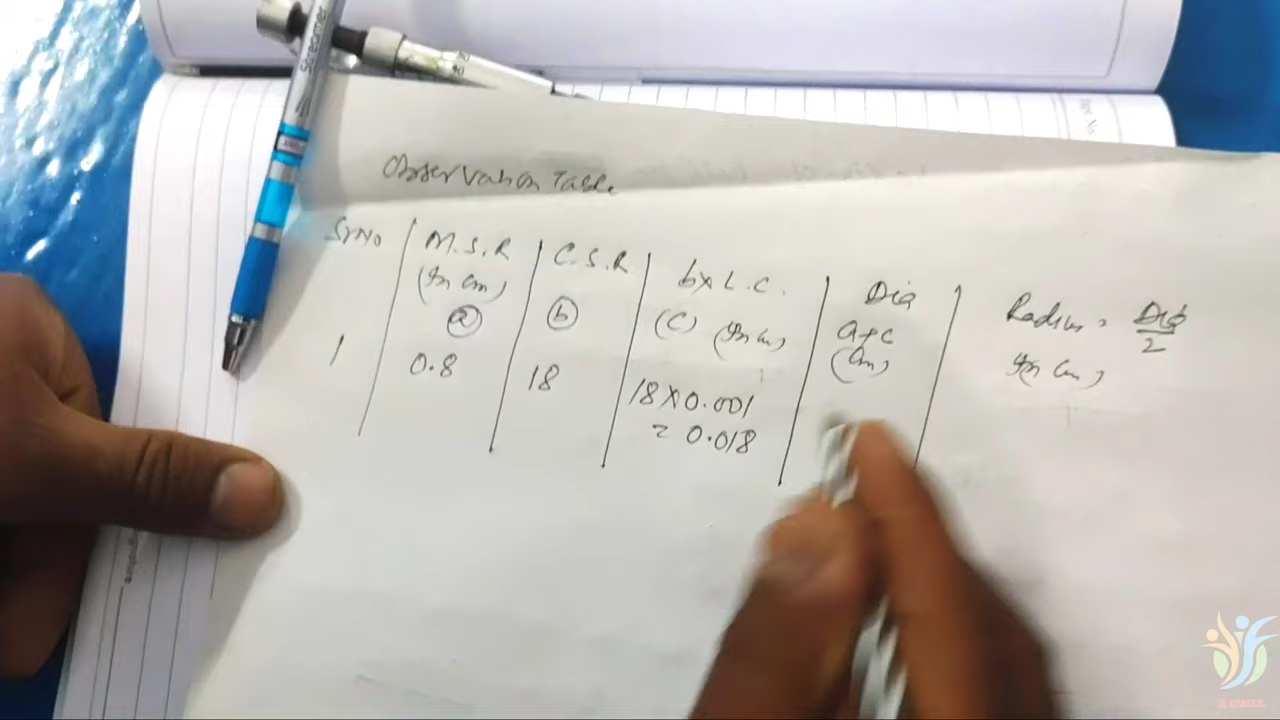 Observation Table
Sr No M.S.R C.S.R b x L.C. Dia Radius = Dia/2
(In cm) (c) (In cm) a+c In cm)
a b (cm)
1 0.8 18 18 X 0.001
= 0.018